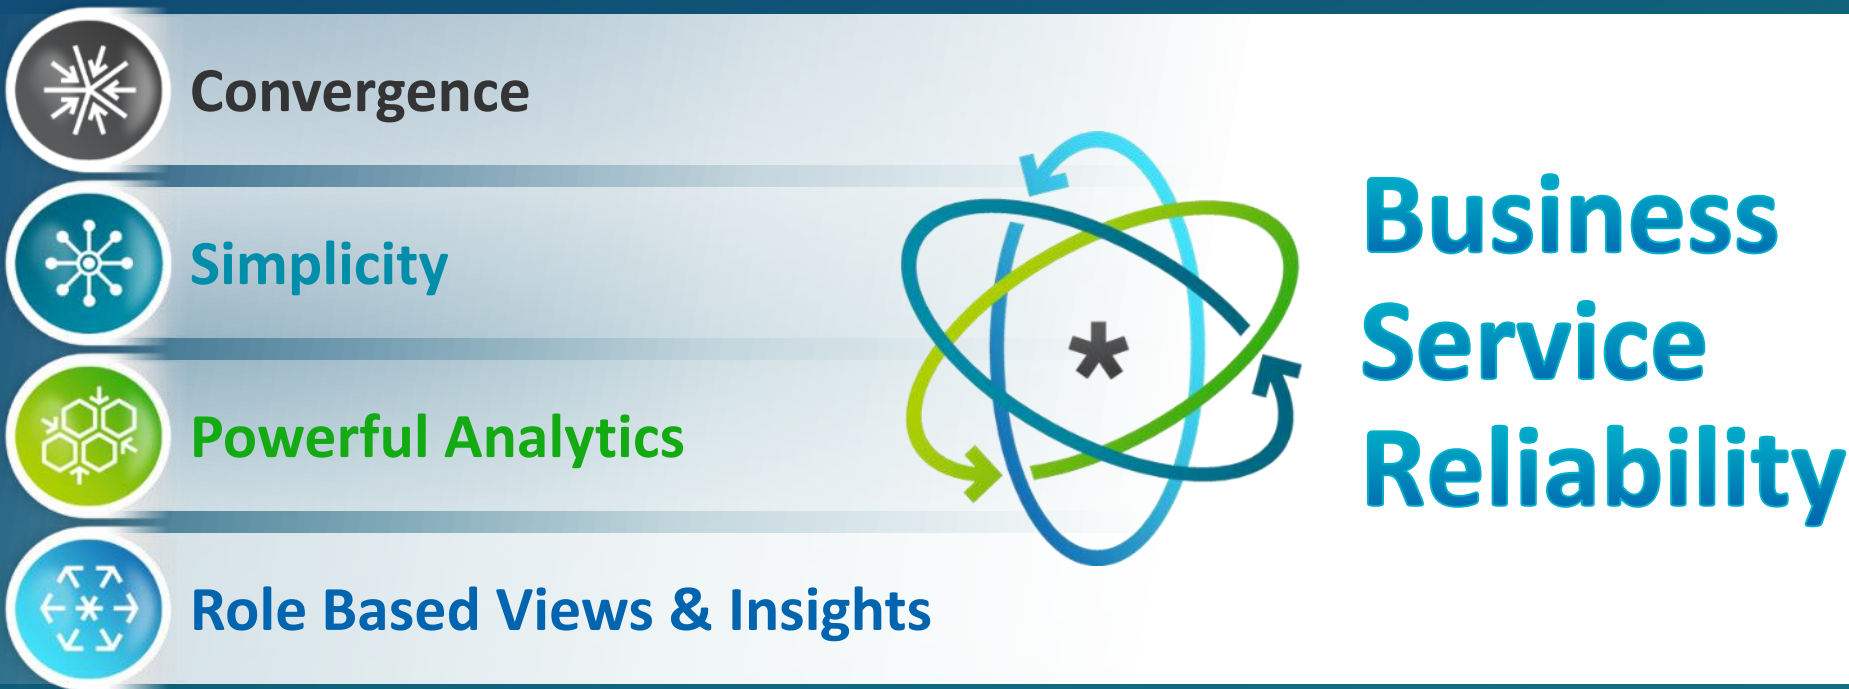 Convergence
Simplicity
Powerful Analytics
Role Based Views & Insights
*
Business
Service
Reliability